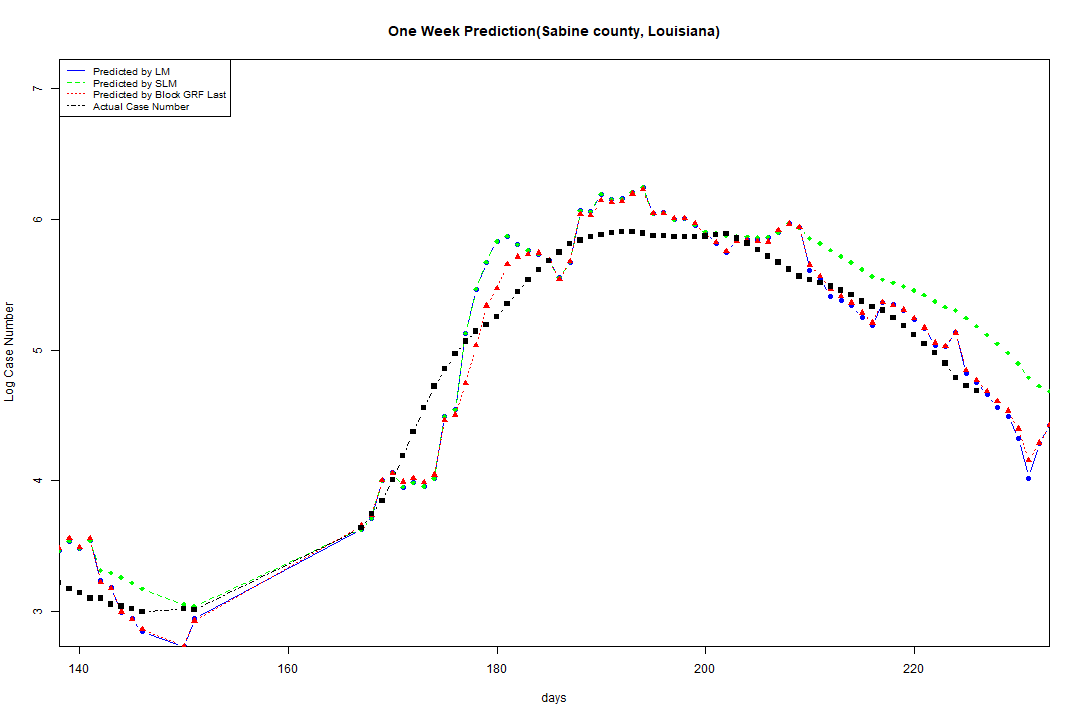 One Week Prediction(Sabine county, Louisiana)
Predicted by LM
Predicted by SLM
Predicted by Block GRF Last
Actual Case Number
7
6
5
4
3
Log Case Number
140 160 180 200 220
days